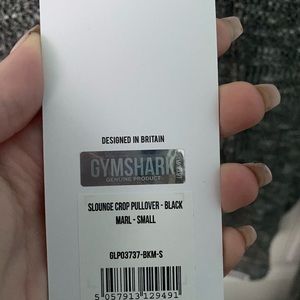 DESIGNED IN BRITAIN
GYMSHARK
GENUINE PRODUCT
SLOUNGE CROP PULLOVER - BLACK
MARL - SMALL
GLP03737-BKM-S
5 057913 129491